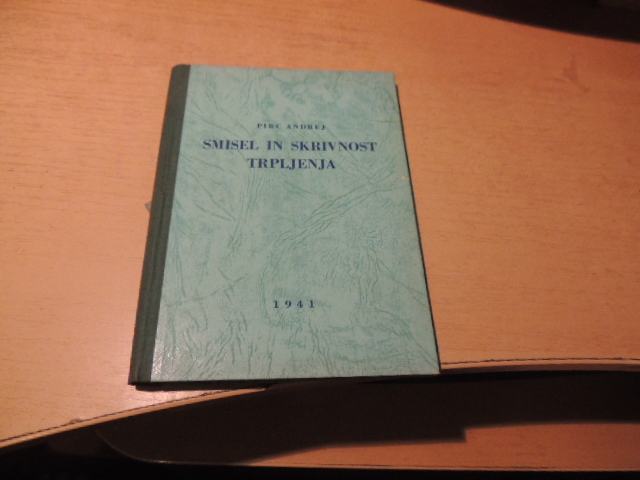 PIRC ANDREJ
SMISEL IN SKRIVNOST
TRPLJENJA
1941